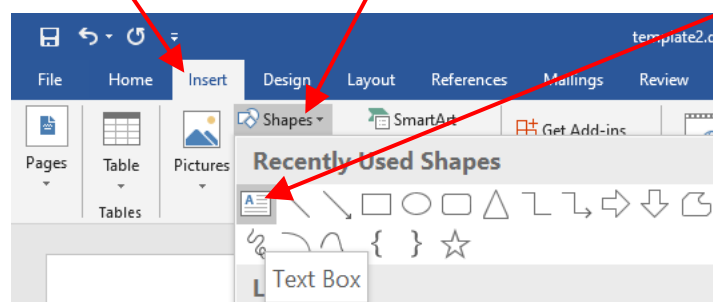 template2.d
File Home Insert Design Layout References Mailings Review
Shapes SmartArt Get Add-ins
Pages Table Pictures
Recently Used Shapes
Tables
A
Text Box
L